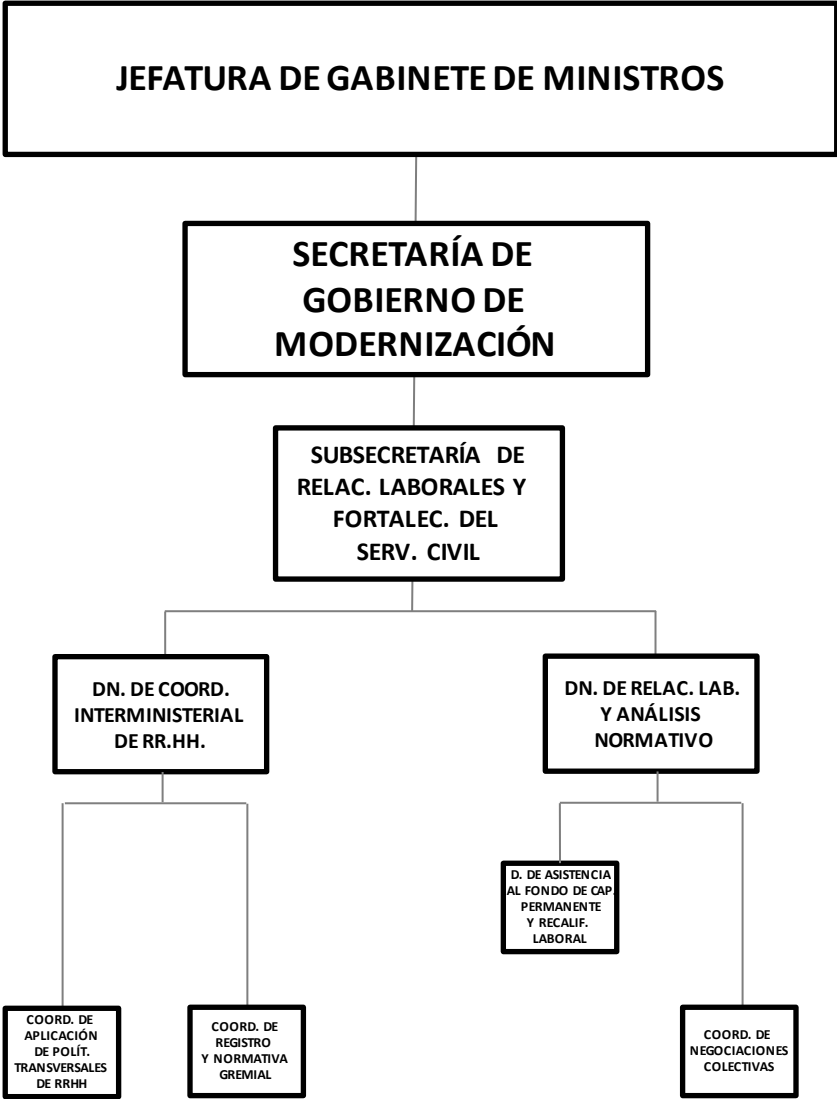 JEFATURA DE GABINETE DE MINISTROS
SECRETARÍA DE
GOBIERNO DE
MODERNIZACIÓN
SUBSECRETARÍA DE
RELAC. LABORALES Y
FORTALEC. DEL
SERV. CIVIL
DN. DE COORD.
INTERMINISTERIAL
DE RR.HH.
DN. DE RELAC. LAB.
Y ANÁLISIS
NORMATIVO
D. DE ASISTENCIA
AL FONDO DE CAP.
PERMANENTE
Y RECALIF.
LABORAL
COORD. DE
APLICACIÓN
DE POLÍT.
TRANSVERSALES
DE RRHH
COORD. DE
REGISTRO
Y NORMATIVA
GREMIAL
COORD. DE
NEGOCIACIONES
COLECTIVAS